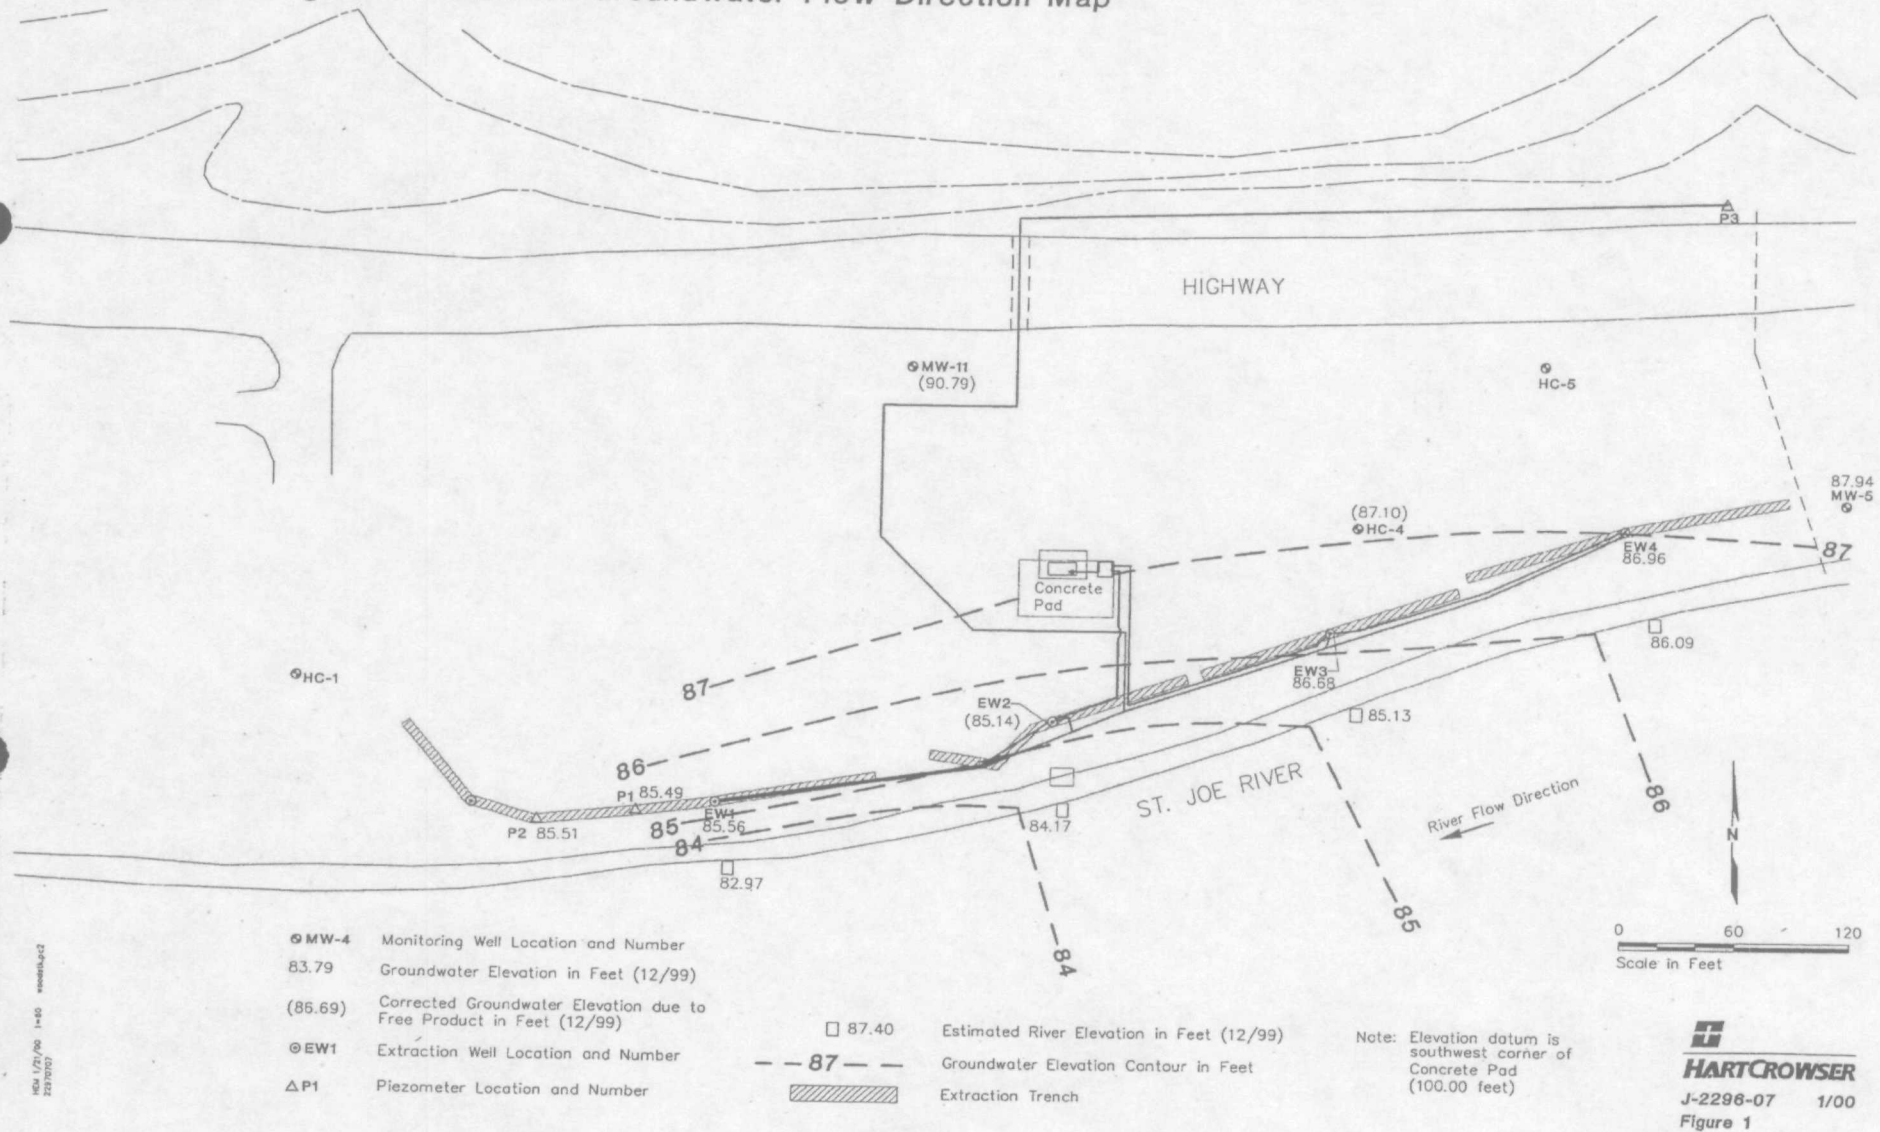 Groundwater Flow Direction Map
P3
HIGHWAY
MW-11
(90.79)
HC-5
87.94
MW-5
(87.10)
HC-4
EW4
86.96
87
Concrete
Pad
86.09
HC-1
87
EW2
(85.14)
EW3
86.68
85.13
86
P1 85.49
EW1
85.56
85
84
P2 85.51
84.17
ST. JOE RIVER
River Flow Direction
86
N
82.97
85
84
0 60 120
Scale in Feet
MW-4 Monitoring Well Location and Number
83.79 Groundwater Elevation in Feet (12/99)
(86.69) Corrected Groundwater Elevation due to
Free Product in Feet (12/99)
EW1 Extraction Well Location and Number
P1 Piezometer Location and Number
87.40 Estimated River Elevation in Feet (12/99)
87 Groundwater Elevation Contour in Feet
Extraction Trench
Note: Elevation datum is
southwest corner of
Concrete Pad
(100.00 feet)
HARTCROWSER
J-2296-07 1/00
Figure 1
HEM 1/21/00 1=60
22970707